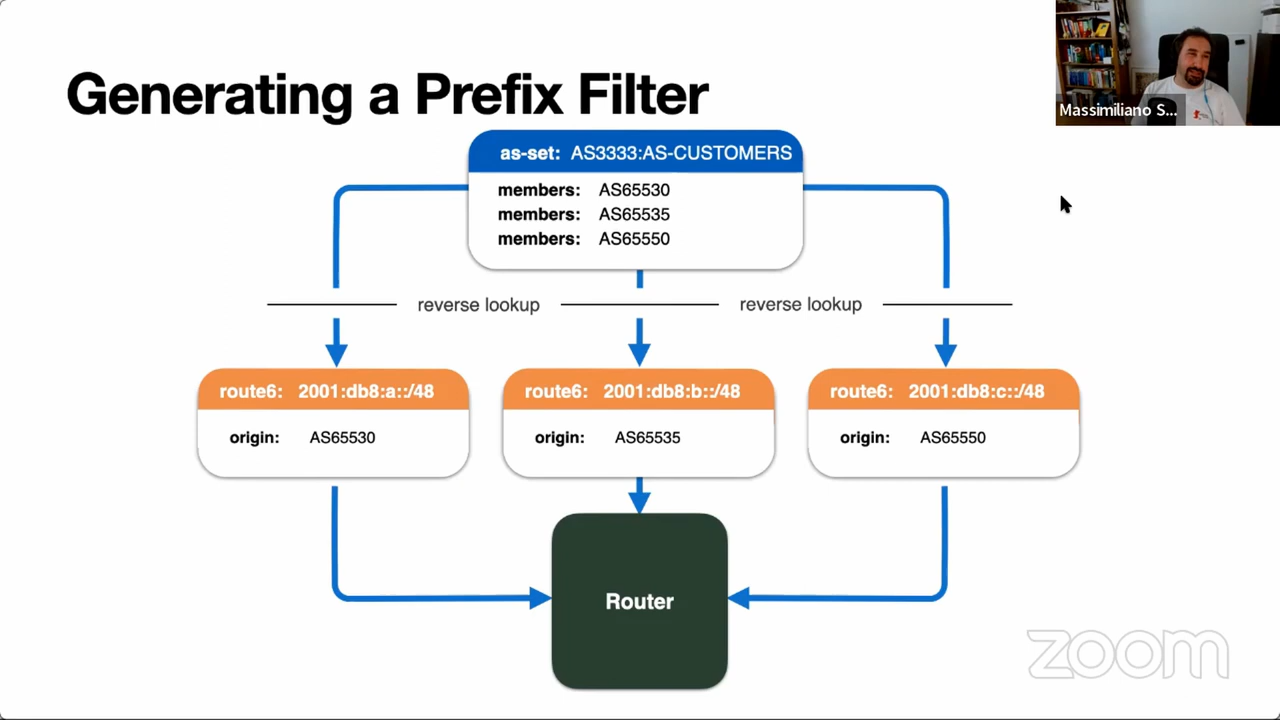 Generating a Prefix Filter
Massimiliano S...
as-set: AS3333:AS-CUSTOMERS
members: AS65530
members: AS65535
members: AS65550
reverse lookup
reverse lookup
route6: 2001:db8:a::/48
origin: AS65530
route6: 2001:db8:b::/48
origin: AS65535
route6: 2001:db8:c::/48
origin: AS65550
Router
zoom